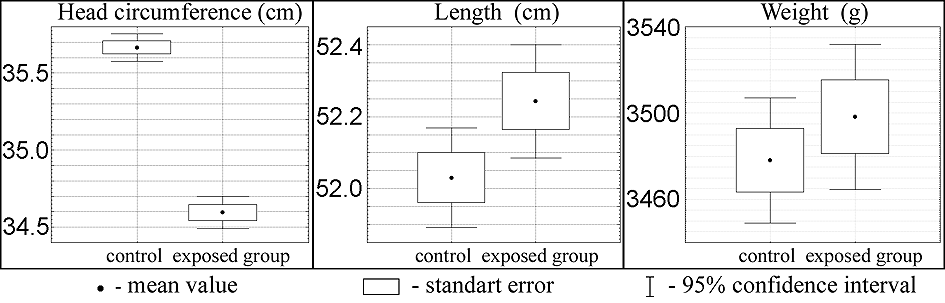 Head circumference (cm)
35.5
35.0
34.5
control exposed group
Length (cm)
52.4
52.2
52.0
control exposed group
Weight (g)
3540
3500
3460
control exposed group
- mean value
- standart error
- 95% confidence interval